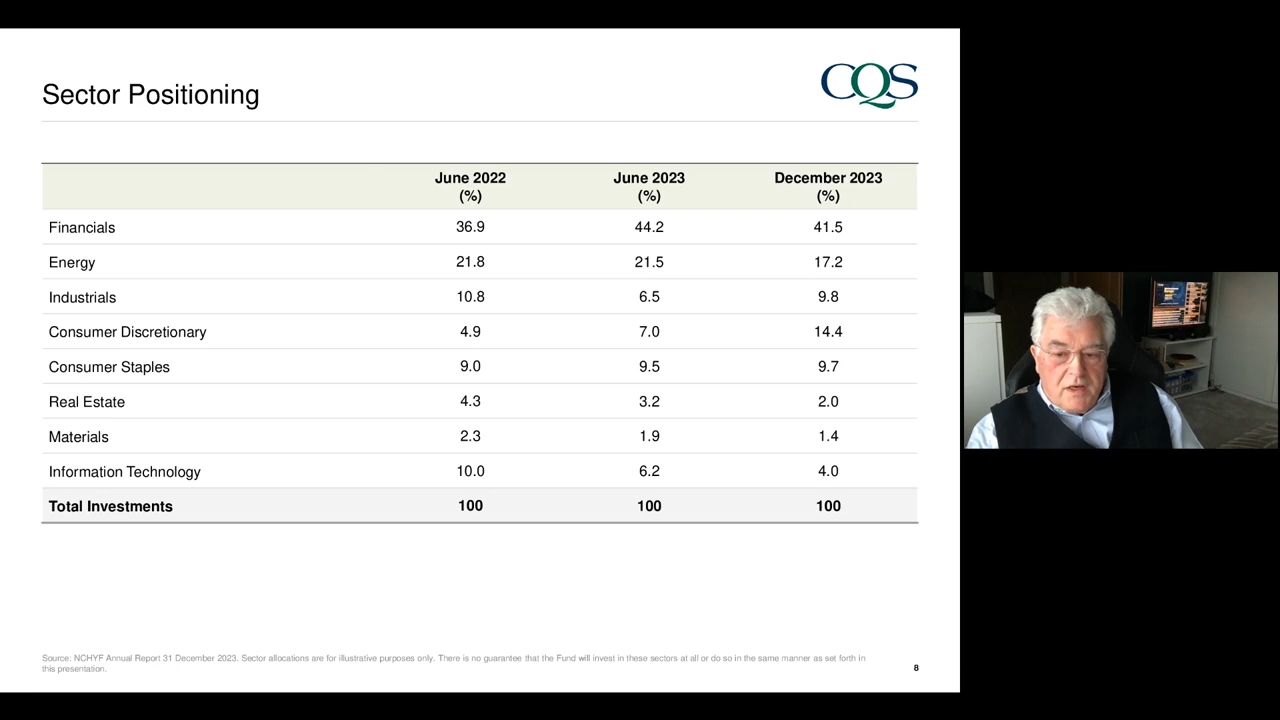 CQS
Sector Positioning
June 2022 (%) June 2023 (%) December 2023 (%)
Financials 36.9 44.2 41.5
Energy 21.8 21.5 17.2
Industrials 10.8 6.5 9.8
Consumer Discretionary 4.9 7.0 14.4
Consumer Staples 9.0 9.5 9.7
Real Estate 4.3 3.2 2.0
Materials 2.3 1.9 1.4
Information Technology 10.0 6.2 4.0
Total Investments 100 100 100
Source: NCHYF Annual Report 31 December 2023. Sector allocations are for illustrative purposes only. There is no guarantee that the Fund will invest in these sectors at all or do so in the same manner as set forth in
this presentation.
8